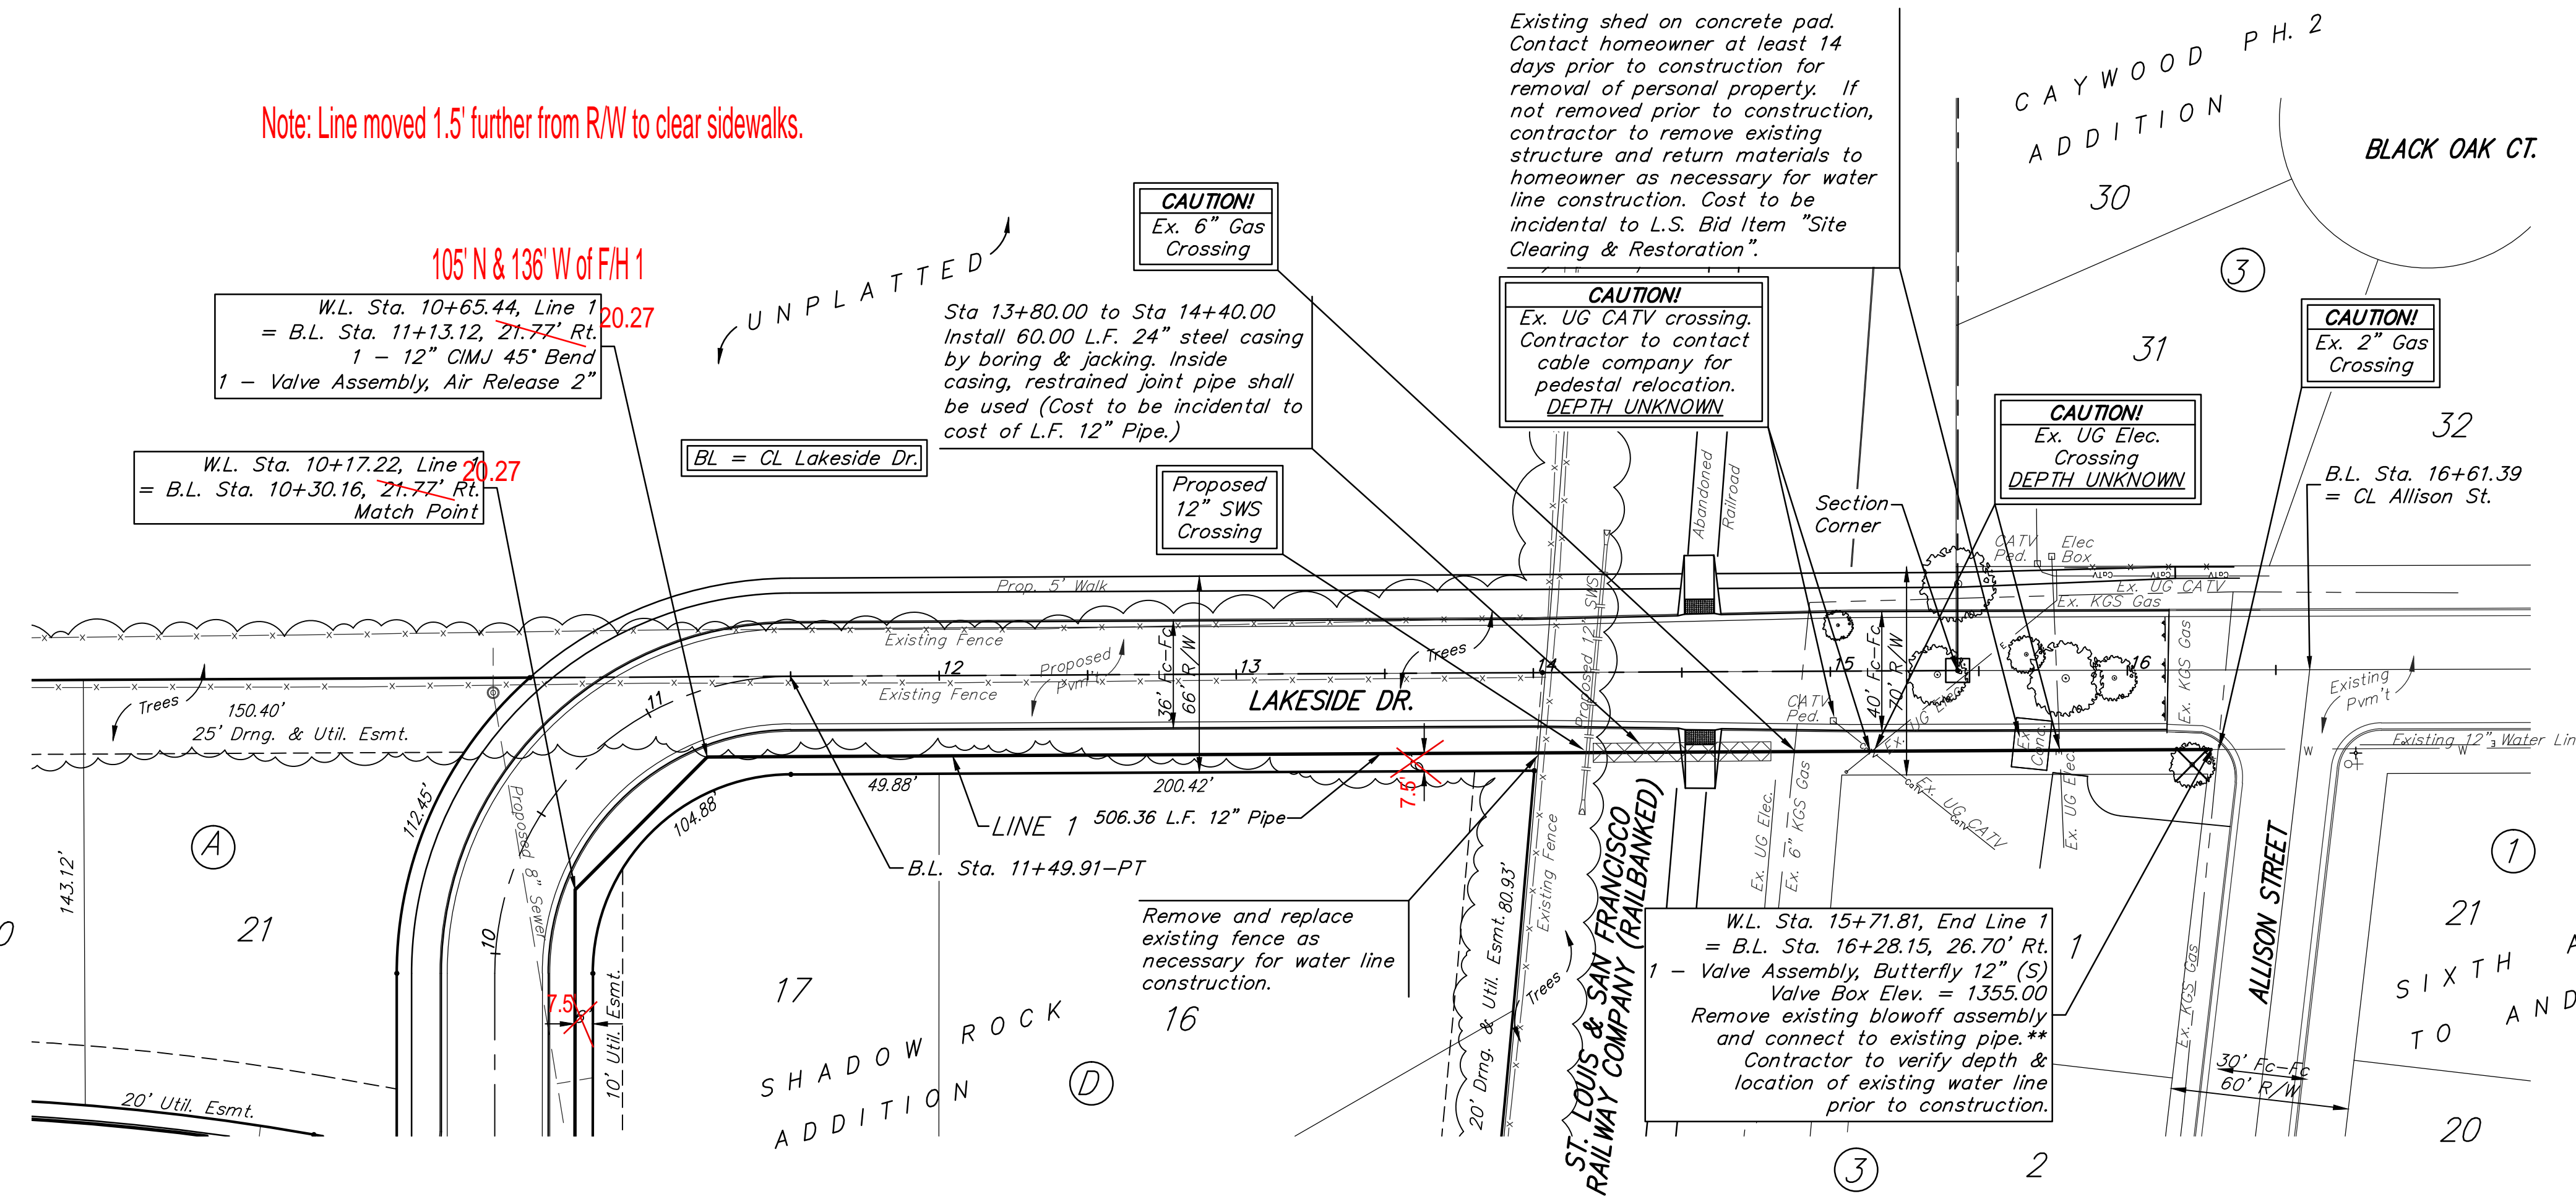 Note: Line moved 1.5' further from R/W to clear sidewalks.
105' N & 136' W of F/H 1
W.L. Sta. 10+65.44, Line 1
= B.L. Sta. 11+13.12, 21.77' Rt.
20.27
1 - 12" CIMJ 45° Bend
1 - Valve Assembly, Air Release 2"
W.L. Sta. 10+17.22, Line 1
20.27
= B.L. Sta. 10+30.16, 21.77' Rt.
Match Point
BL = CL Lakeside Dr.
UNPLATTED
Sta 13+80.00 to Sta 14+40.00
Install 60.00 L.F. 24" steel casing
by boring & jacking. Inside
casing, restrained joint pipe shall
be used (Cost to be incidental to
cost of L.F. 12" Pipe.)
CAUTION!
Ex. 6" Gas
Crossing
Proposed
12" SWS
Crossing
Existing shed on concrete pad.
Contact homeowner at least 14
days prior to construction for
removal of personal property. If
not removed prior to construction,
contractor to remove existing
structure and return materials to
homeowner as necessary for water
line construction. Cost to be
incidental to L.S. Bid Item "Site
Clearing & Restoration".
CAUTION!
Ex. UG CATV crossing.
Contractor to contact
cable company for
pedestal relocation.
DEPTH UNKNOWN
CAUTION!
Ex. UG Elec.
Crossing
DEPTH UNKNOWN
CAUTION!
Ex. 2" Gas
Crossing
CAYWOOD PH. 2
ADDITION
BLACK OAK CT.
30
3
31
32
B.L. Sta. 16+61.39
= CL Allison St.
Section
Corner
Abandoned
Railroad
CATV
Ped.
Elec
Box
Ex. UG CATV
Ex. KGS Gas
Prop. 5' Walk
Existing Fence
Proposed
Pvm't
Existing Fence
36' Fc-Fc
66' R/W
Trees
LAKESIDE DR.
Proposed 12" SWS
40' Fc-Fc
70' R/W
10
11
12
13
14
15
16
CATV
Ped.
Ex. UG Elec
Ex. KGS Gas
Existing
Pvm't
Existing 12" Water Lin
Ex.
Conc.
Trees
150.40'
25' Drng. & Util. Esmt.
112.45'
104.88'
49.88'
200.42'
LINE 1
506.36 L.F. 12" Pipe
7.5'
B.L. Sta. 11+49.91-PT
143.12'
A
21
Proposed 8" Sewer
7.5'
10' Util. Esmt.
17
SHADOW ROCK
ADDITION
D
16
Remove and replace
existing fence as
necessary for water line
construction.
20' Drng. & Util. Esmt.
80.93'
Existing Fence
Trees
ST. LOUIS & SAN FRANCISCO
RAILWAY COMPANY (RAILBANKED)
Ex. UG Elec.
Ex. 6" KGS Gas
Ex. UG CATV
Ex. UG Elec.
W.L. Sta. 15+71.81, End Line 1
= B.L. Sta. 16+28.15, 26.70' Rt.
1 - Valve Assembly, Butterfly 12" (S)
Valve Box Elev. = 1355.00
Remove existing blowoff assembly
and connect to existing pipe.**
Contractor to verify depth &
location of existing water line
prior to construction.
1
Ex. KGS Gas
ALLISON STREET
30' Fc-Fc
60' R/W
1
21
SIXTH A
TO AND
20
2
3
20' Util. Esmt.
0